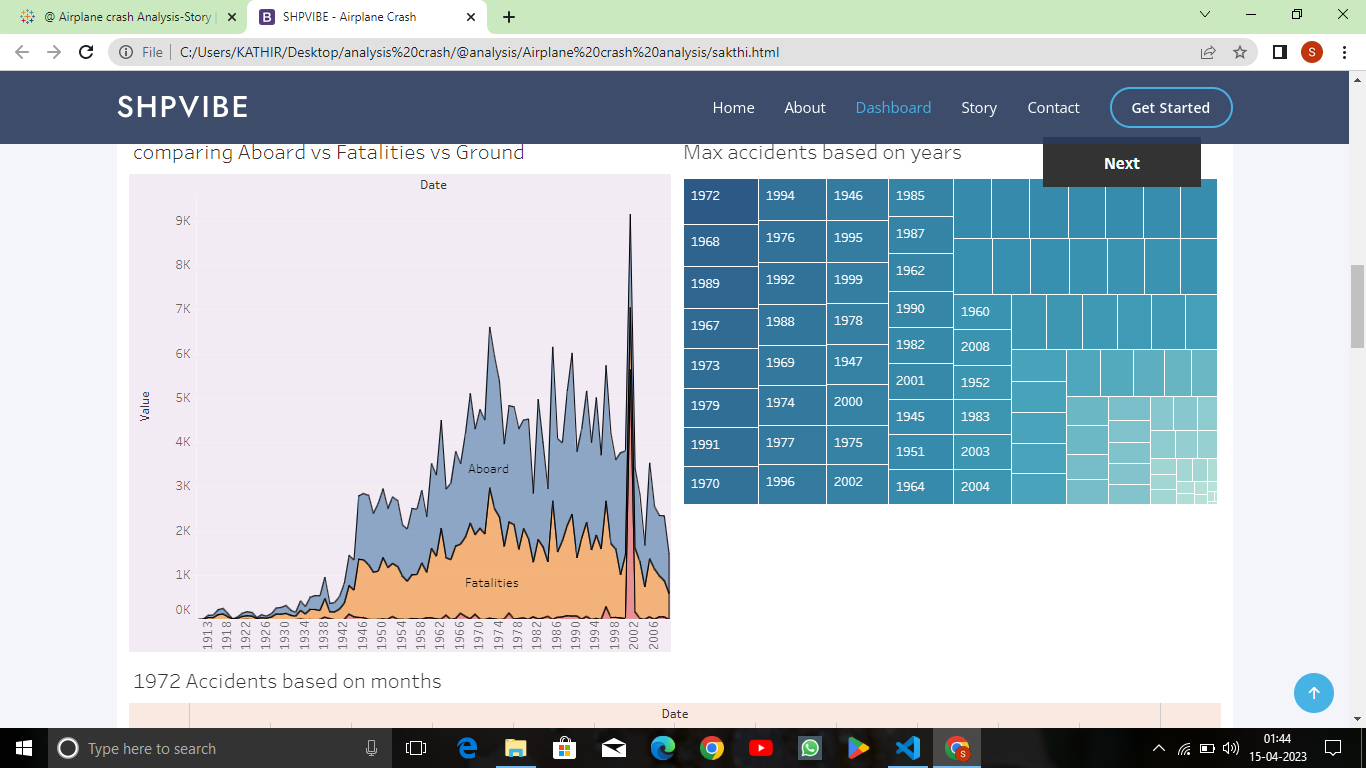 @ Airplane crash Analysis-Story
SHPVIBE - Airplane Crash
File
C:/Users/KATHIR/Desktop/analysis%20crash/@analysis/Airplane%20crash%20analysis/sakthi.html
S
SHPVIBE
Home
About
Dashboard
Story
Contact
Get Started
comparing Aboard vs Fatalities vs Ground
Date
9K
8K
7K
6K
5K
4K
3K
2K
1K
0K
Value
Aboard
Fatalities
1913
1918
1922
1926
1930
1934
1938
1942
1946
1950
1954
1958
1962
1966
1970
1974
1978
1982
1986
1990
1994
1998
2002
2006
Max accidents based on years
Next
1972
1968
1989
1967
1973
1979
1991
1970
1994
1976
1992
1988
1969
1974
1977
1996
1946
1995
1999
1978
1947
2000
1975
2002
1985
1987
1962
1990
1982
2001
1945
1951
1964
1960
2008
1952
1983
2003
2004
1972 Accidents based on months
Date
Type here to search
01:44
15-04-2023